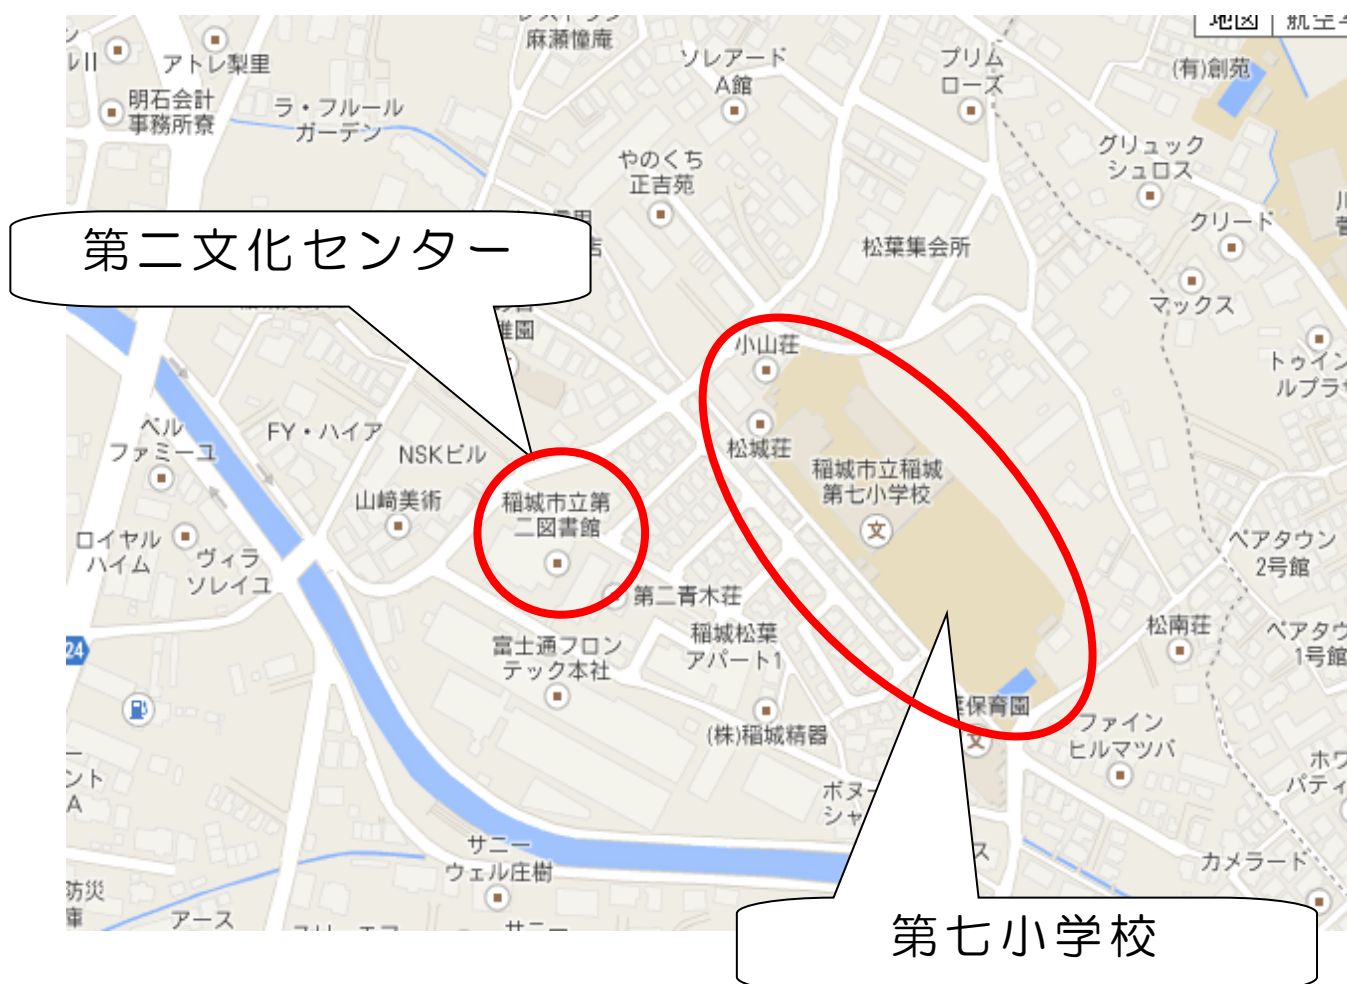 地図
麻瀬憧庵
アトレ梨里
ソレアード
A館
プリム
ローズ
(有)創苑
明石会計
事務所寮
ラ・フルール
ガーデン
やのくち
正吉苑
グリュック
シュロス
クリード
松葉集会所
マックス
第二文化センター
小山荘
ベル
ファミーユ
FY・ハイア
NSKビル
松城荘
稲城市立稲城
第七小学校
文
山崎美術
稲城市立第
二図書館
ロイヤル
ハイム
ヴィラ
ソレイユ
ペアタウン
2号館
第二青木荘
稲城松葉
アパート1
松南荘
1号館
24
富士通フロン
テック本社
保育園
文
(株)稲城精器
ファイン
ヒルマツバ
サニー
ウェル庄樹
カメラード
アース
第七小学校